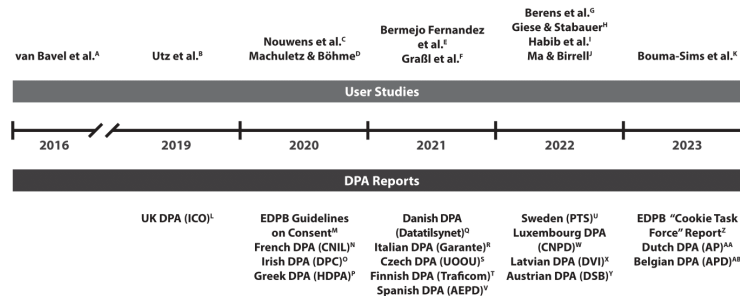 van Bavel et al.A
Utz et al.B
Nouwens et al.C
Machuletz & BöhmeD
Bermejo Fernandez
et al.E
Graßl et al.F
Berens et al.G
Giese & StabauerH
Habib et al.I
Ma & BirrellJ
Bouma-Sims et al.K
User Studies
2016
2019
2020
2021
2022
2023
DPA Reports
UK DPA (ICO)L
EDPB Guidelines
on ConsentM
French DPA (CNIL)N
Irish DPA (DPC)O
Greek DPA (HDPA)P
Danish DPA
(Datatilsynet)Q
Italian DPA (Garante)R
Czech DPA (UOOU)S
Finnish DPA (Traficom)T
Spanish DPA (AEPD)V
Sweden (PTS)U
Luxembourg DPA
(CNPD)W
Latvian DPA (DVI)X
Austrian DPA (DSB)Y
EDPB “Cookie Task
Force” ReportZ
Dutch DPA (AP)AA
Belgian DPA (APD)AB